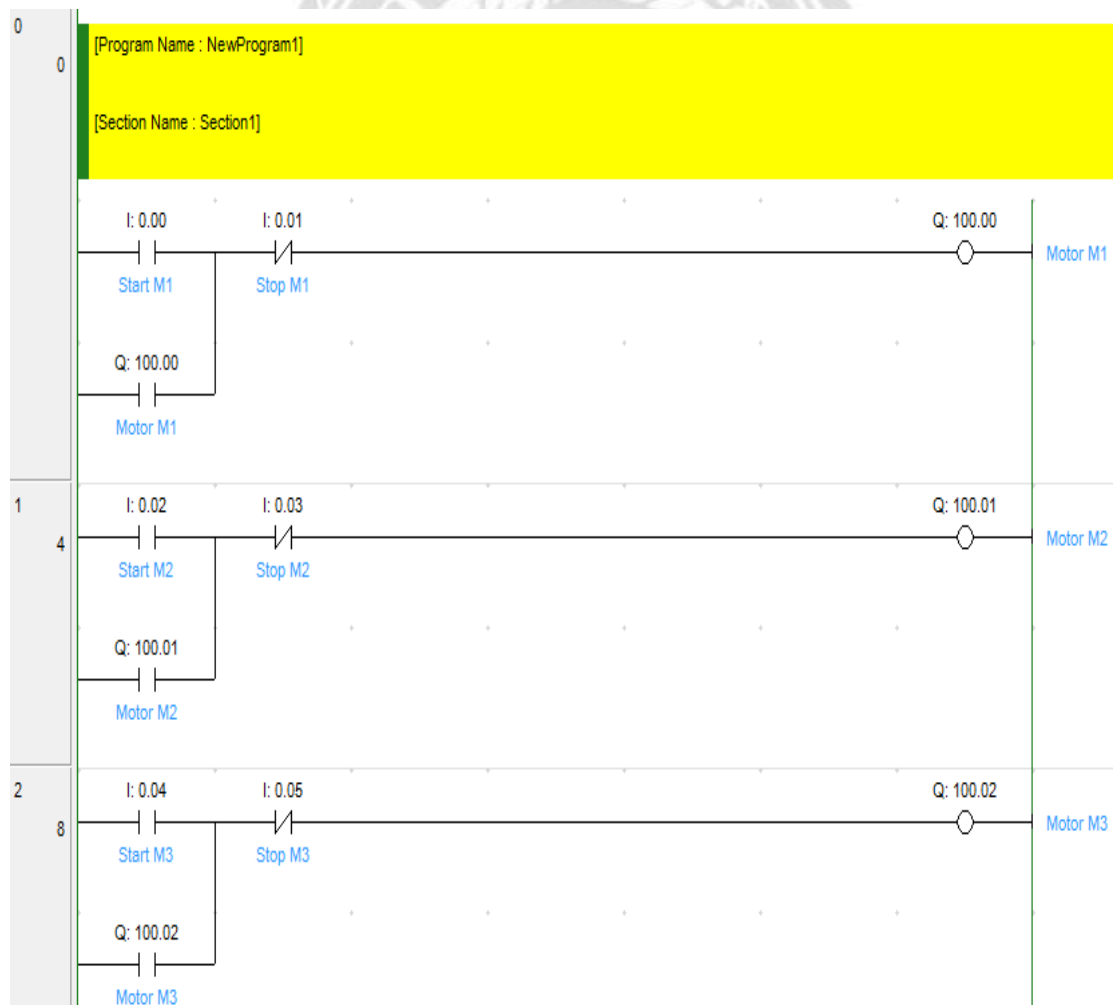 0
0
[Program Name : NewProgram1]
[Section Name : Section1]
I: 0.00 I: 0.01 Q: 100.00
Motor M1
Start M1 Stop M1
Q: 100.00
Motor M1
1
I: 0.02 I: 0.03 Q: 100.01
4
Motor M2
Start M2 Stop M2
Q: 100.01
Motor M2
2
I: 0.04 I: 0.05 Q: 100.02
8
Motor M3
Start M3 Stop M3
Q: 100.02
Motor M3